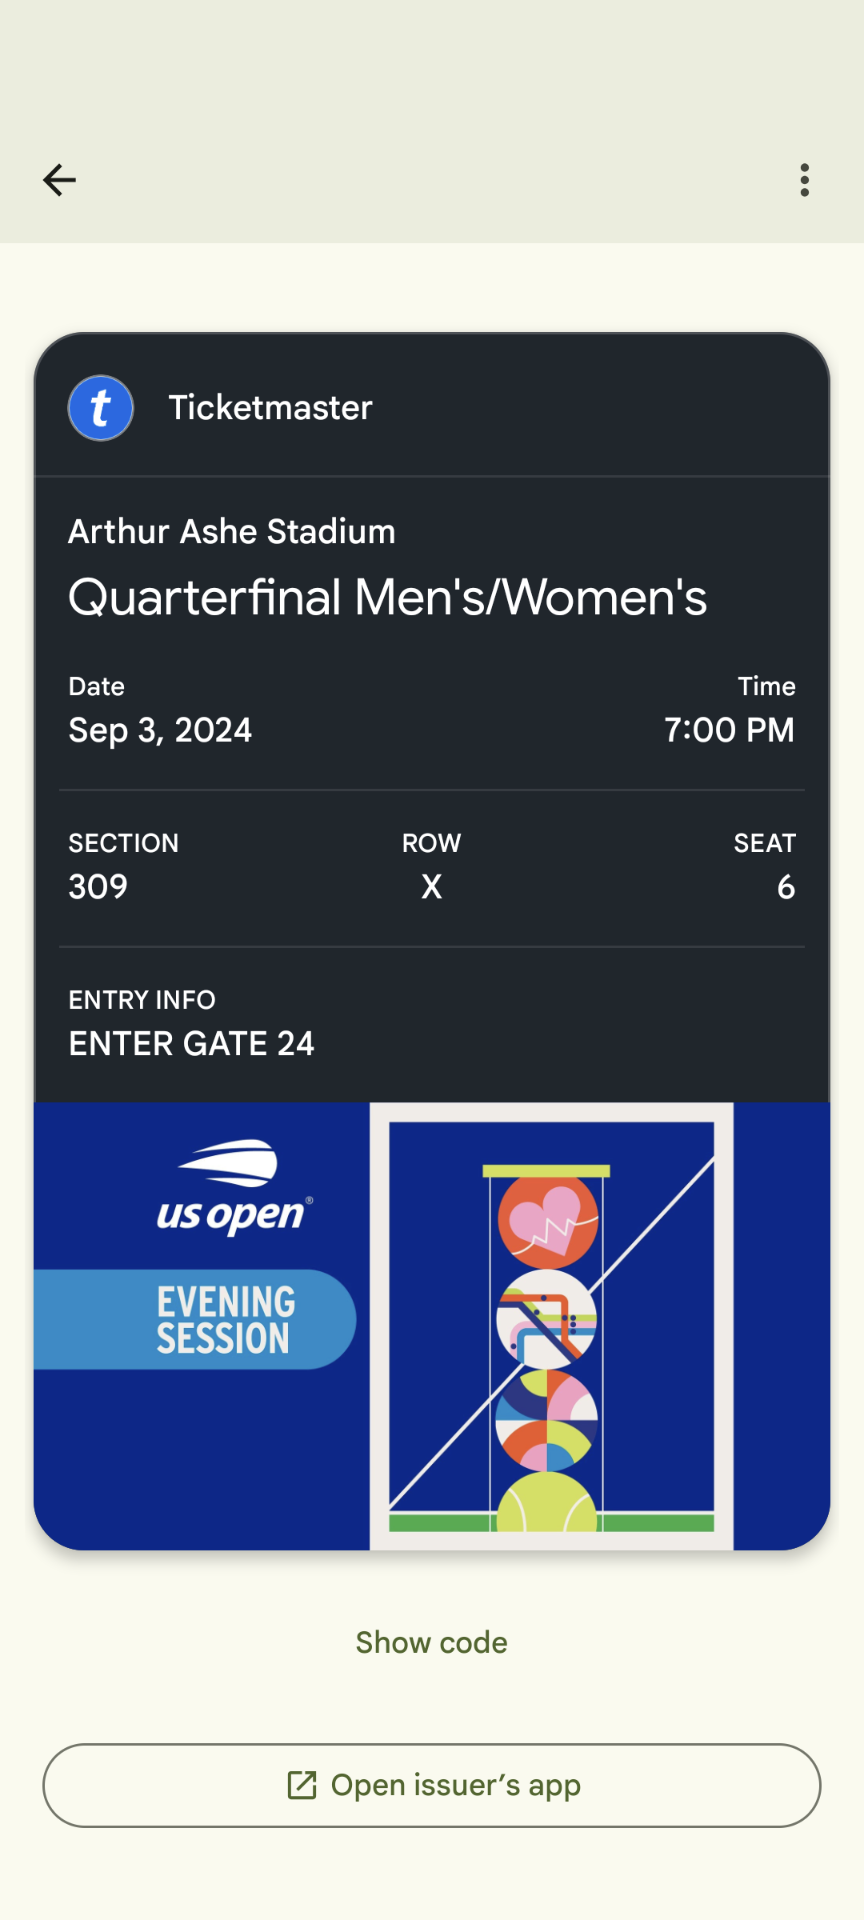 Ticketmaster
Arthur Ashe Stadium
Quarterfinal Men's/Women's
Date Time
Sep 3, 2024 7:00 PM
SECTION ROW SEAT
309 X 6
ENTRY INFO
ENTER GATE 24
us open®
EVENING
SESSION
Show code
Open issuer’s app